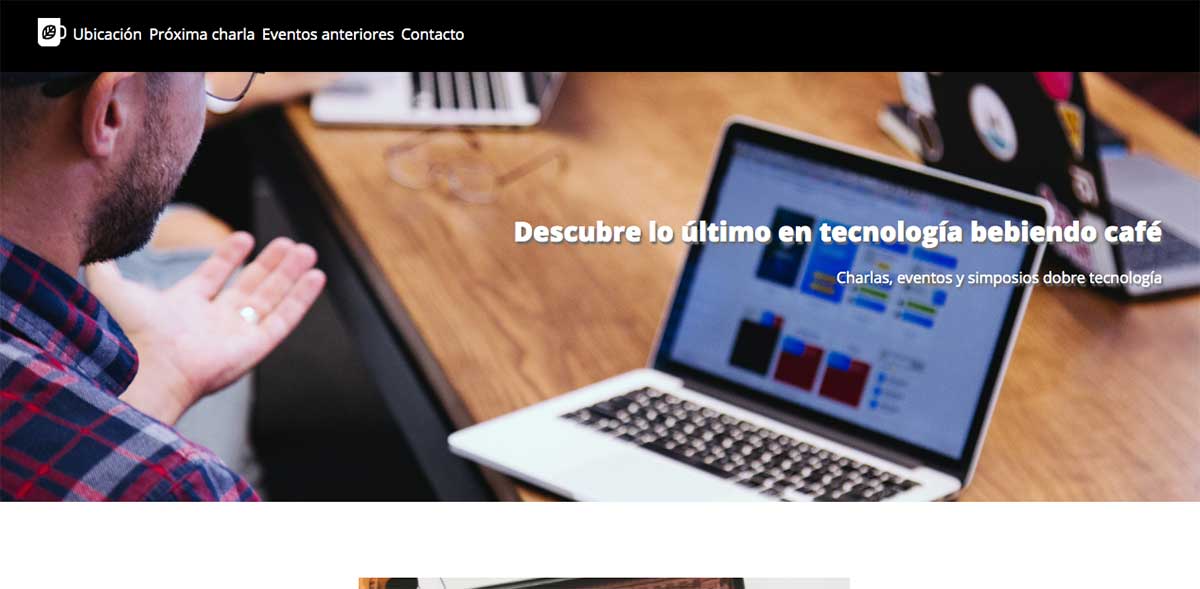 Ubicación Próxima charla Eventos anteriores Contacto
Descubre lo último en tecnología bebiendo café
Charlas, eventos y simposios dobre tecnología